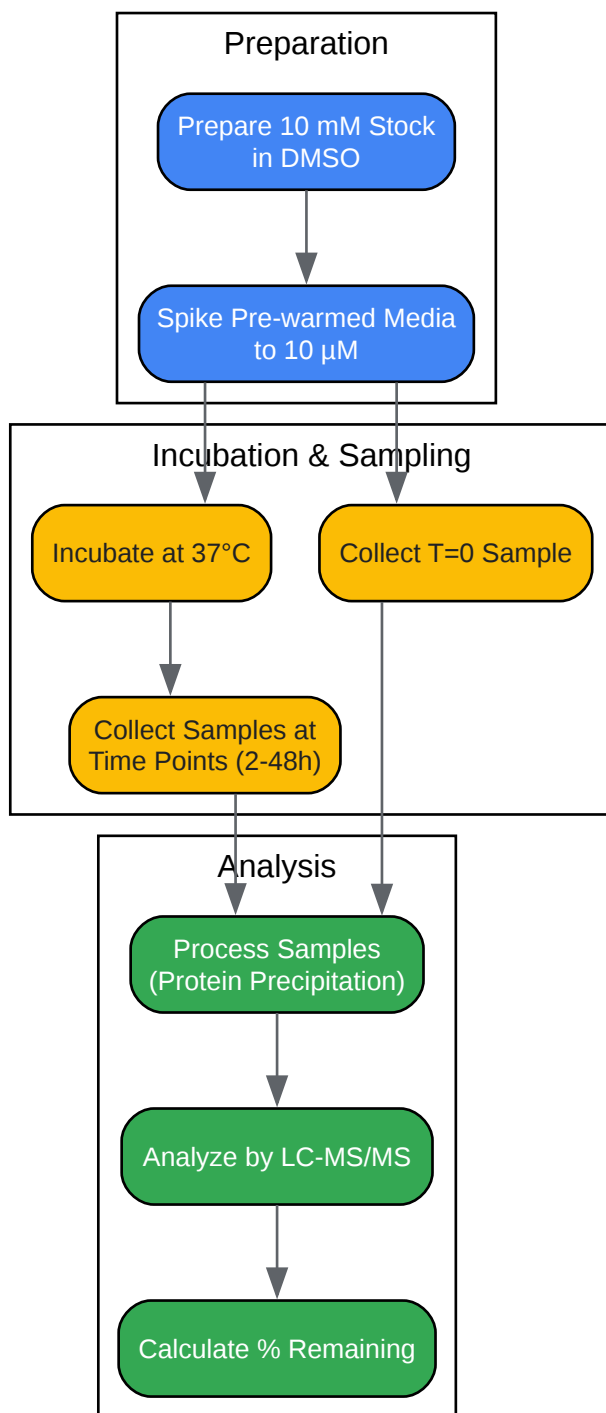 Preparation
Prepare 10 mM Stock
in DMSO
Spike Pre-warmed Media
to 10 µM
Incubation & Sampling
Incubate at 37°C
Collect T=0 Sample
Collect Samples at
Time Points (2-48h)
Analysis
Process Samples
(Protein Precipitation)
Analyze by LC-MS/MS
Calculate % Remaining